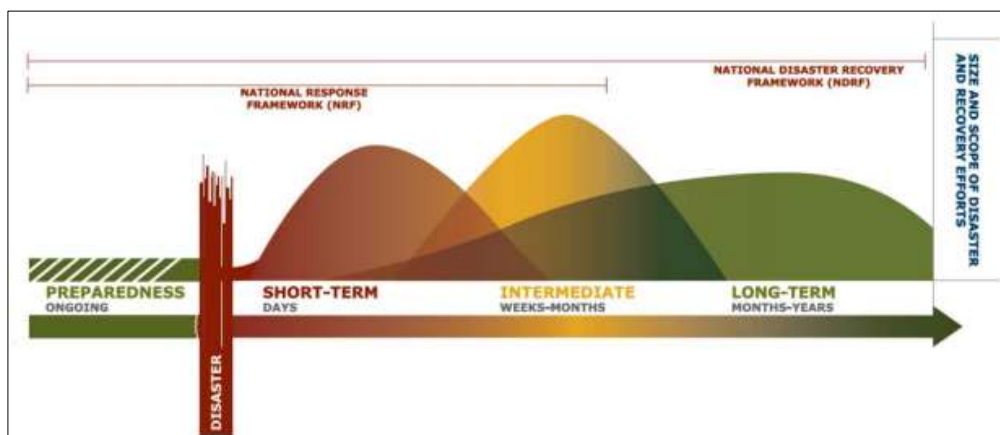 NATIONAL DISASTER RECOVERY
FRAMEWORK (NDRF)
NATIONAL RESPONSE
FRAMEWORK (NRF)
SIZE AND SCOPE OF DISASTER
AND RECOVERY EFFORTS
PREPAREDNESS
ONGOING
SHORT-TERM
DAYS
INTERMEDIATE
WEEKS-MONTHS
LONG-TERM
MONTHS-YEARS
DISASTER